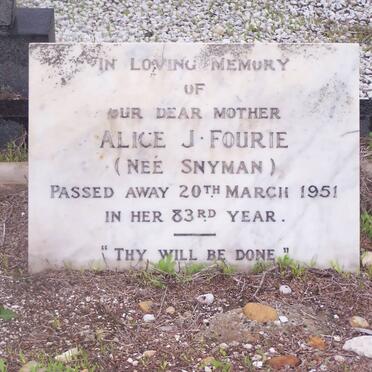 IN LOVING MEMORY
OF
OUR DEAR MOTHER
ALICE J. FOURIE
(NEÉ SNYMAN)
PASSED AWAY 20TH MARCH 1951
IN HER 83RD YEAR.
"THY WILL BE DONE"